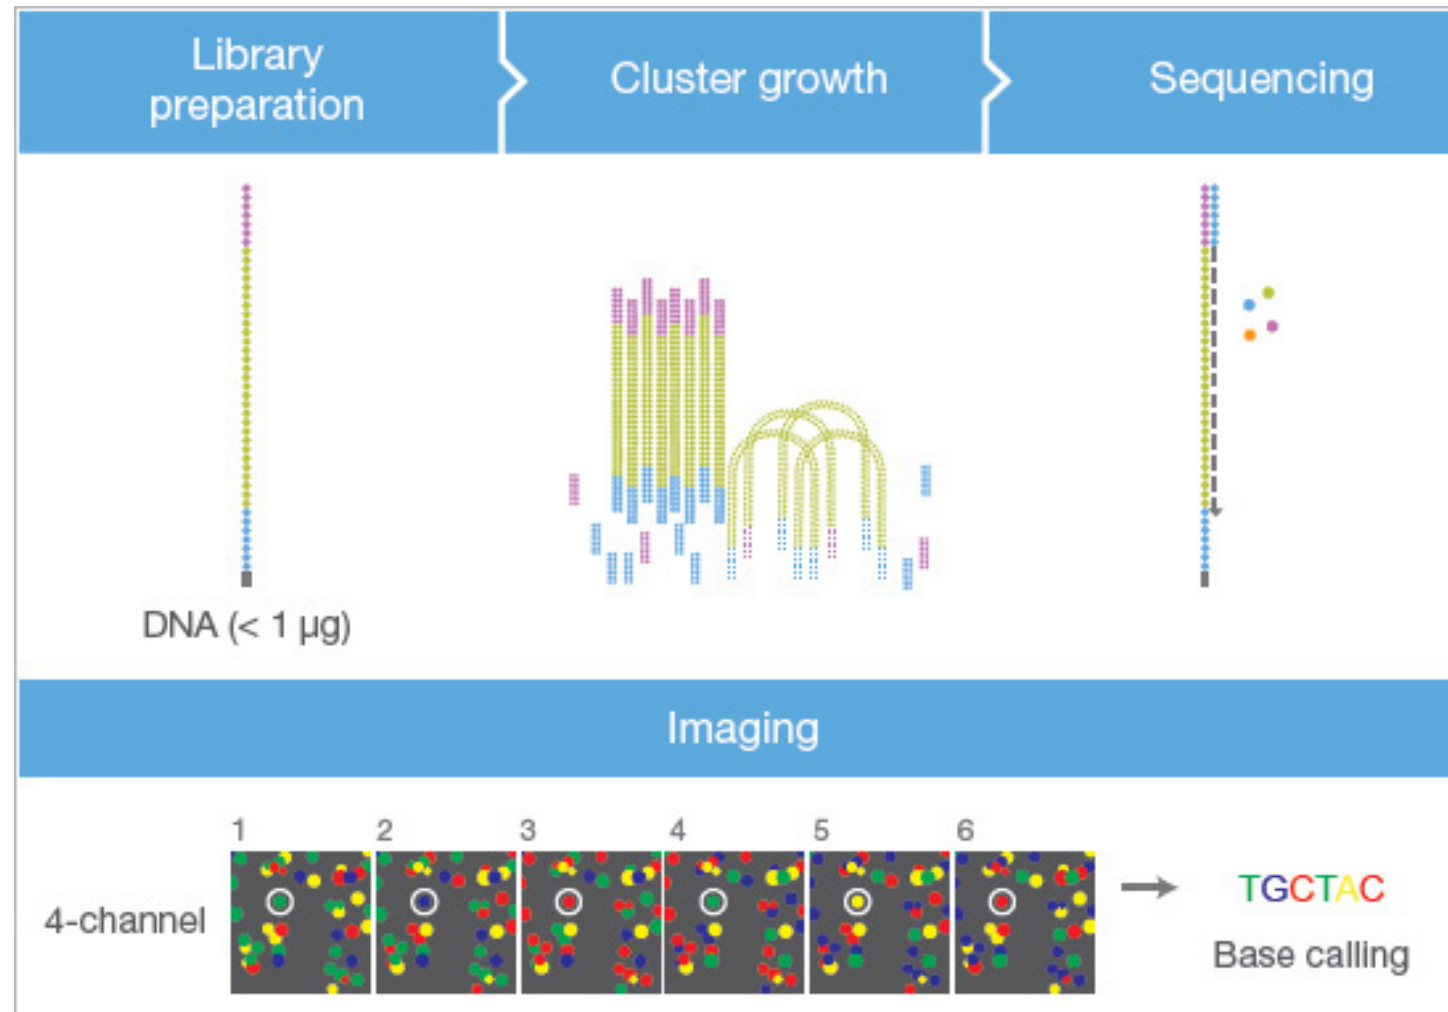 Library
preparation
Cluster growth
Sequencing
DNA (< 1 µg)
Imaging
1 2 3 4 5 6
4-channel
TGCTAC
Base calling